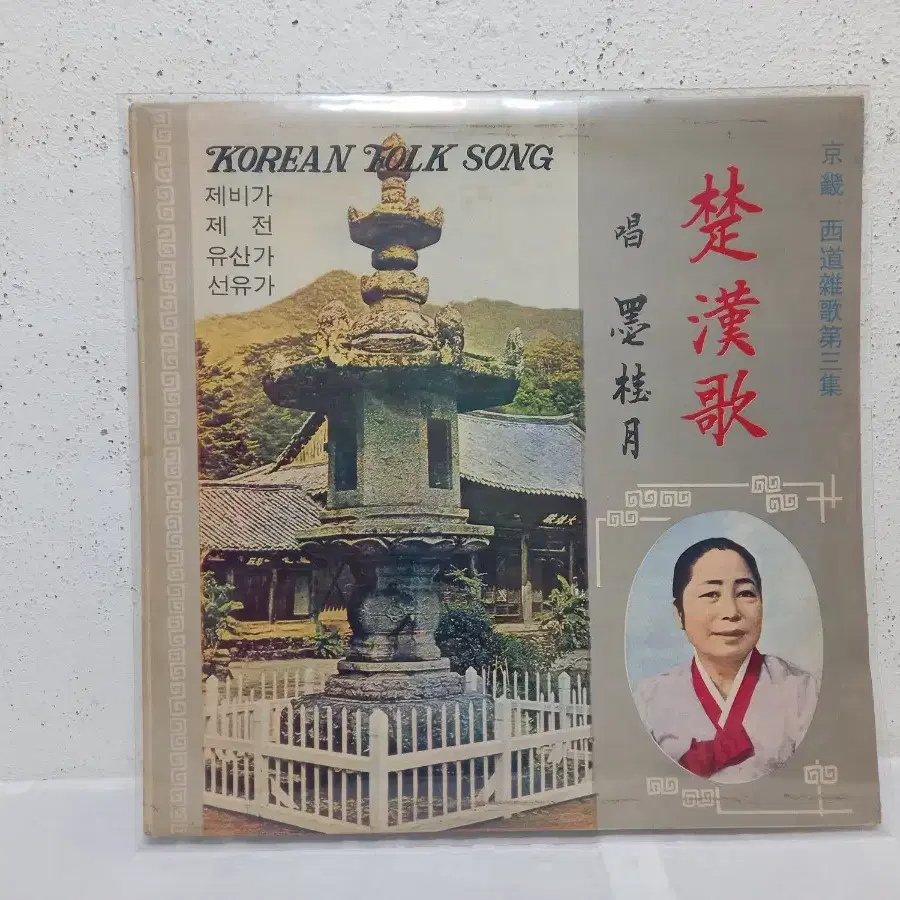 KOREAN FOLK SONG
제비가
제 전
유산가
선유가
京畿 西道雜歌第三集
楚漢歌
唱 墨桂月